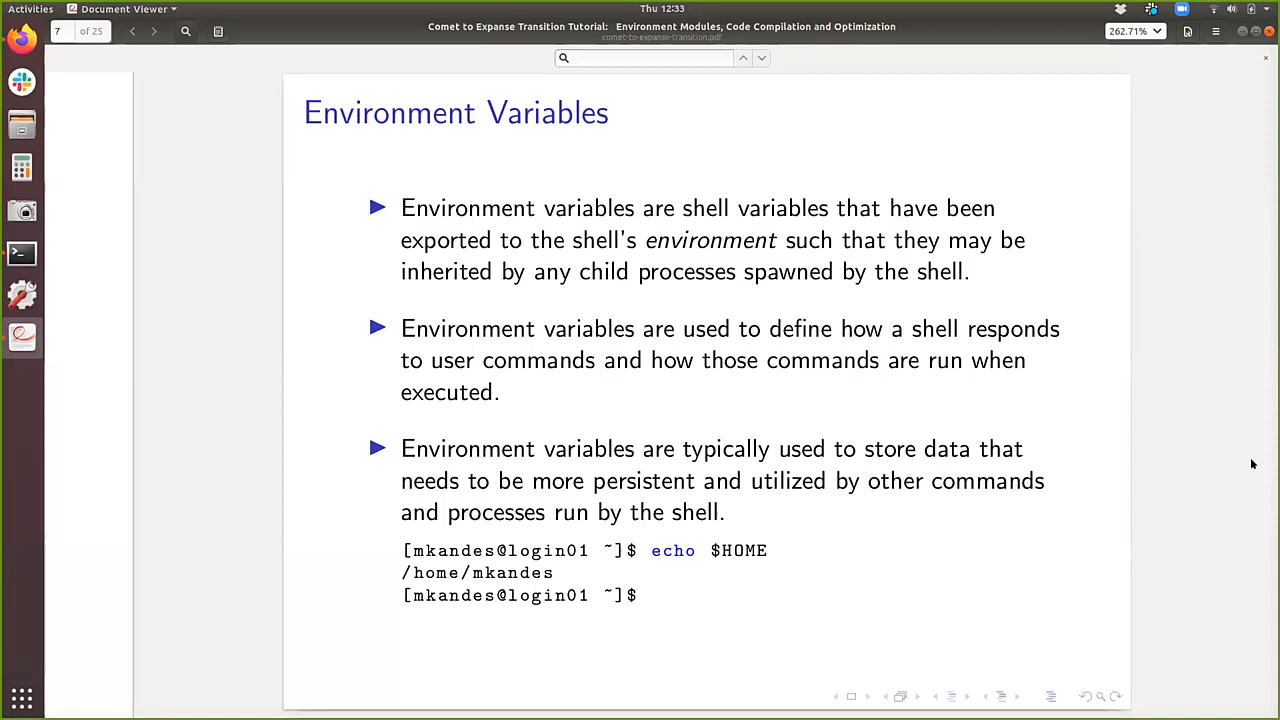 Activities Document Viewer Thu 12:33
7 of 25 Comet to Expanse Transition Tutorial: Environment Modules, Code Compilation and Optimization 262.71%
comet-to-expanse-transition.pdf
Environment Variables
Environment variables are shell variables that have been
exported to the shell's environment such that they may be
inherited by any child processes spawned by the shell.
Environment variables are used to define how a shell responds
to user commands and how those commands are run when
executed.
Environment variables are typically used to store data that
needs to be more persistent and utilized by other commands
and processes run by the shell.
[mkandes@login01 ~]$ echo $HOME
/home/mkandes
[mkandes@login01 ~]$